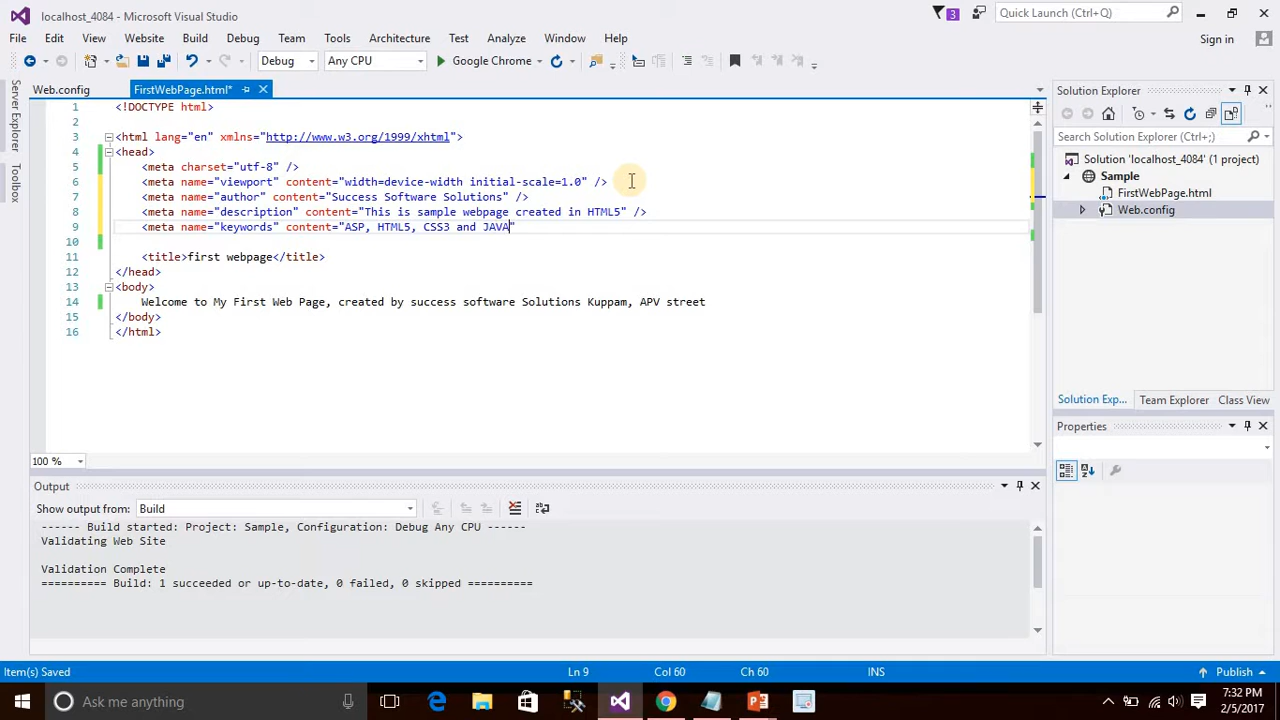 localhost_4084 - Microsoft Visual Studio
3
Quick Launch (Ctrl+Q)
File Edit View Website Build Debug Team Tools Architecture Test Analyze Window Help
Sign in
Debug Any CPU Google Chrome
Server Explorer
Toolbox
Web.config FirstWebPage.html*
1 <!DOCTYPE html>
2
3 <html lang="en" xmlns="http://www.w3.org/1999/xhtml">
4 <head>
5 <meta charset="utf-8" />
6 <meta name="viewport" content="width=device-width initial-scale=1.0" />
7 <meta name="author" content="Success Software Solutions" />
8 <meta name="description" content="This is sample webpage created in HTML5" />
9 <meta name="keywords" content="ASP, HTML5, CSS3 and JAVA"
10
11 <title>first webpage</title>
12 </head>
13 <body>
14 Welcome to My First Web Page, created by success software Solutions Kuppam, APV street
15 </body>
16 </html>
100 %
Solution Explorer
Search Solution Explorer (Ctrl+;)
Solution 'localhost_4084' (1 project)
Sample
FirstWebPage.html
Web.config
Solution Exp... Team Explorer Class View
Properties
Output
Show output from: Build
------ Build started: Project: Sample, Configuration: Debug Any CPU ------
Validating Web Site
Validation Complete
========== Build: 1 succeeded or up-to-date, 0 failed, 0 skipped ==========
Item(s) Saved Ln 9 Col 60 Ch 60 INS Publish
Ask me anything
7:32 PM
2/5/2017